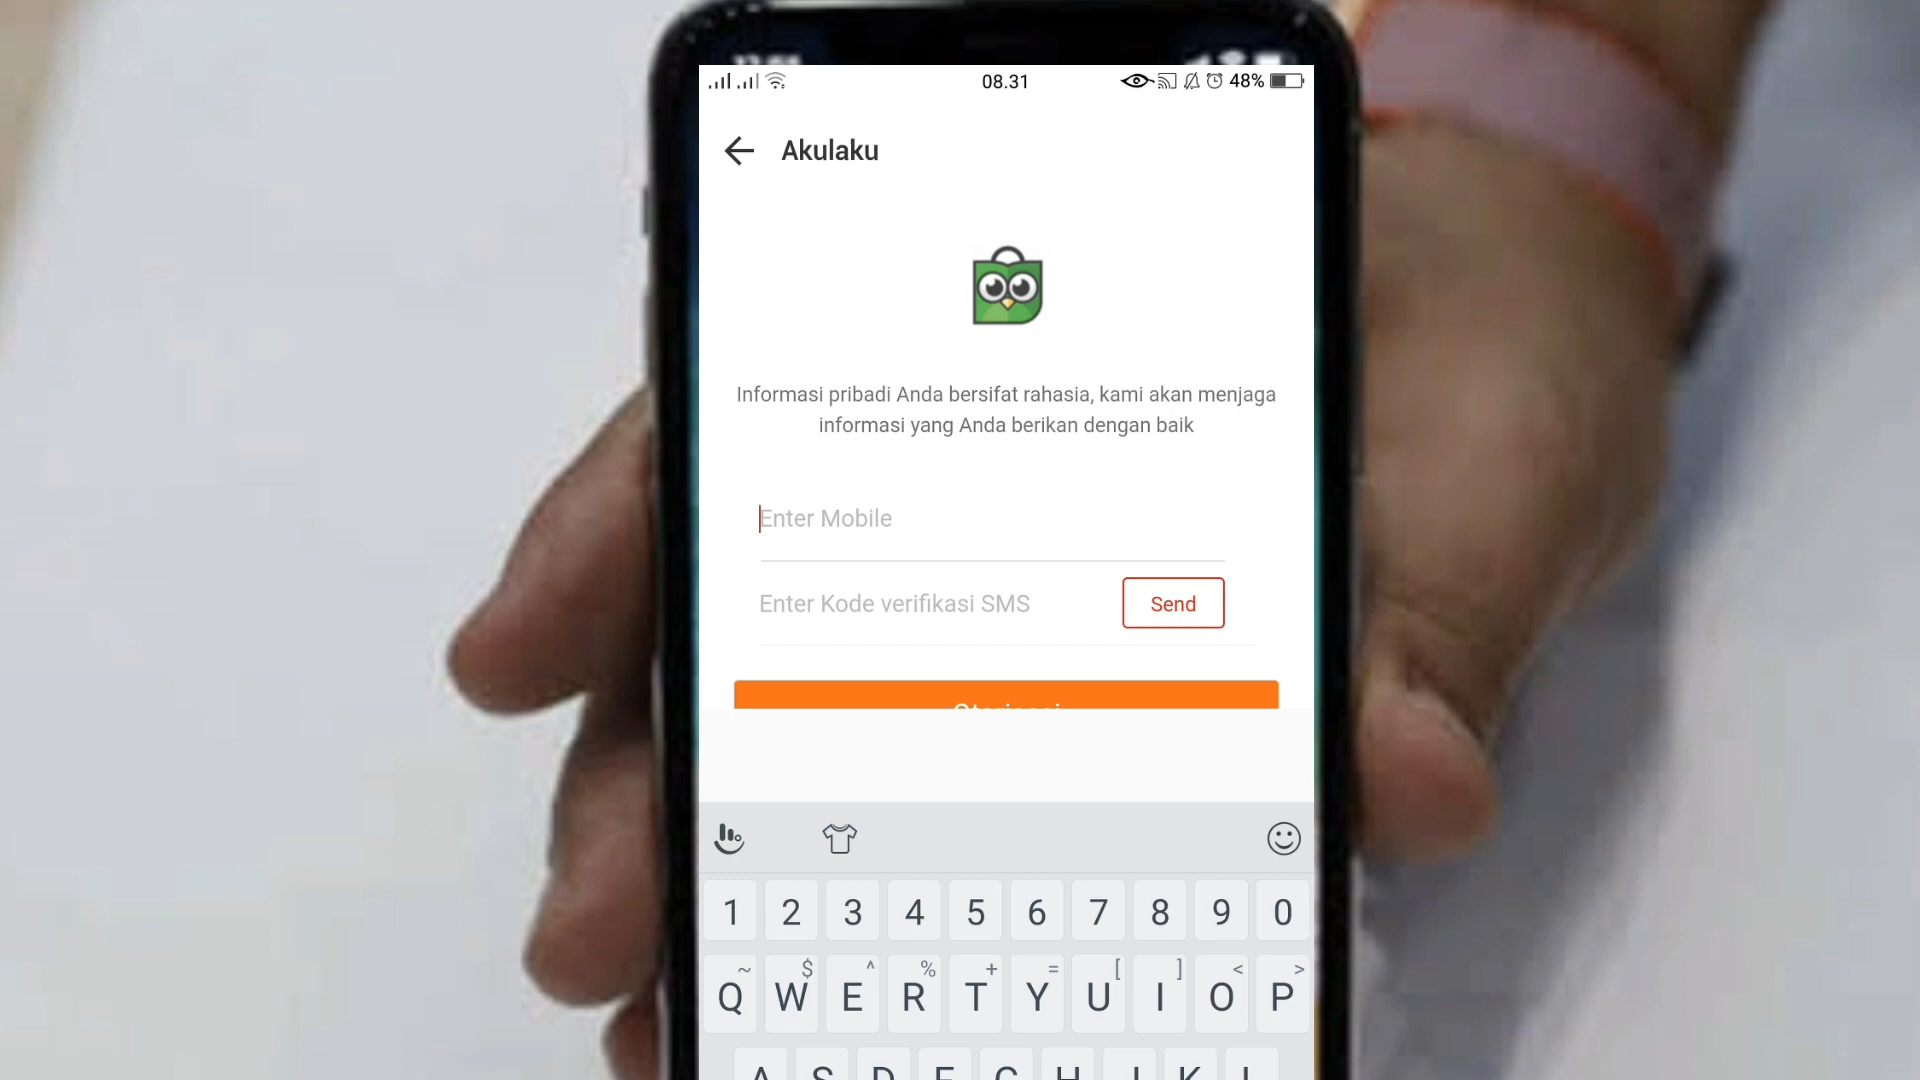 08.31
48%
Akulaku
Informasi pribadi Anda bersifat rahasia, kami akan menjaga
informasi yang Anda berikan dengan baik
Enter Mobile
Enter Kode verifikasi SMS
Send
Otorisasi
1 2 3 4 5 6 7 8 9 0
~ $ ^ % + = [ ] < >
Q W E R T Y U I O P
A S D F G H J K L